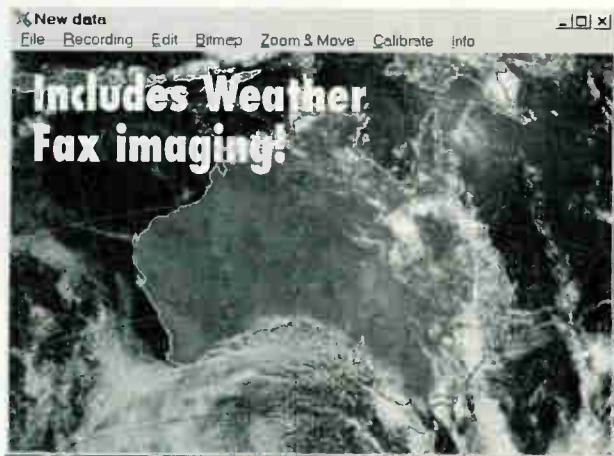 New data
File Recording Edit Bitmap Zoom & Move Calibrate Info
Includes Weather
Fax imaging!